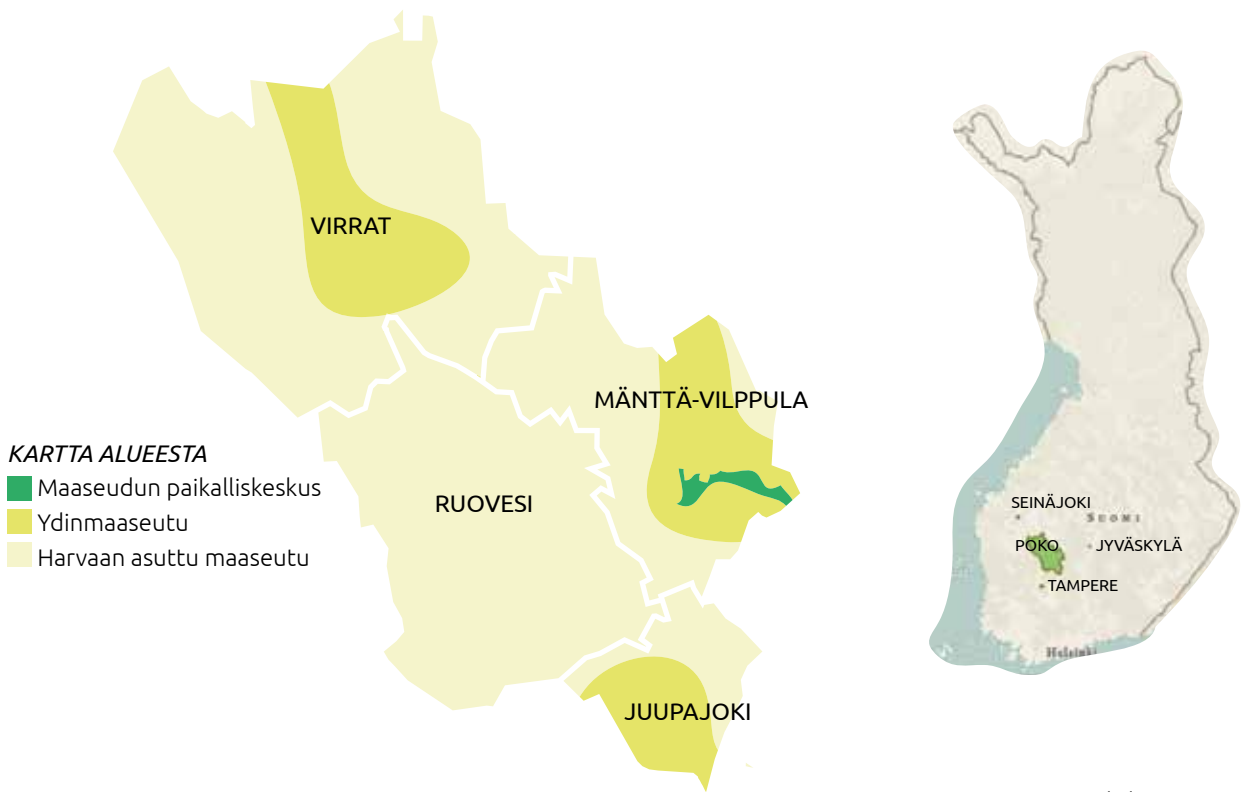 VIRRAT
MÄNTTÄ-VILPPULA
RUOVESI
JUUPAJOKI
KARTTA ALUEESTA
Maaseudun paikalliskeskus
Ydinmaaseutu
Harvaan asuttu maaseutu
SEINÄJOKI
SUOMI
POKO
JYVÄSKYLÄ
TAMPERE
Helsinki